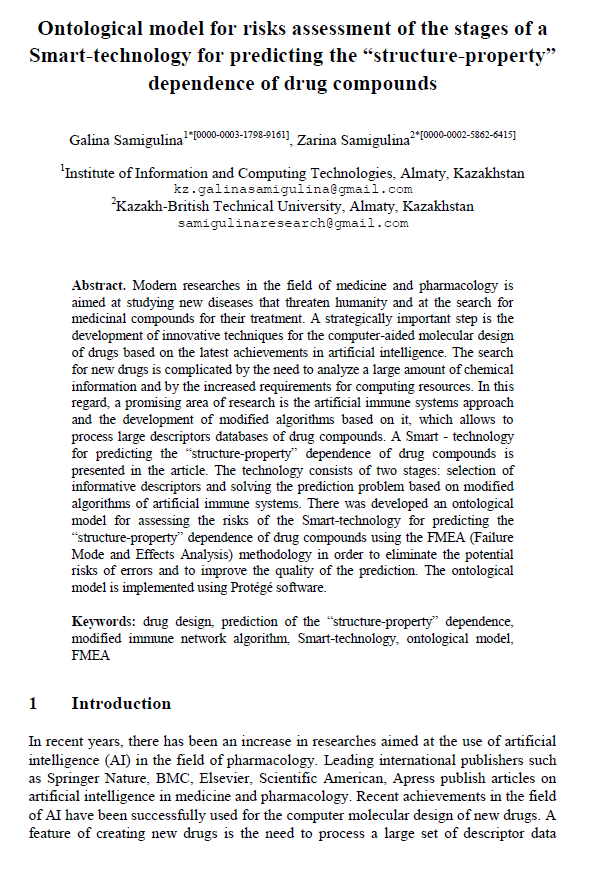 Ontological model for risks assessment of the stages of a
Smart-technology for predicting the “structure-property”
dependence of drug compounds
Galina Samigulina1*[0000-0003-1798-9161], Zarina Samigulina2*[0000-0002-5862-6415]
1Institute of Information and Computing Technologies, Almaty, Kazakhstan
kz.galinasamigulina@gmail.com
2Kazakh-British Technical University, Almaty, Kazakhstan
samigulinaresearch@gmail.com
Abstract. Modern researches in the field of medicine and pharmacology is
aimed at studying new diseases that threaten humanity and at the search for
medicinal compounds for their treatment. A strategically important step is the
development of innovative techniques for the computer-aided molecular design
of drugs based on the latest achievements in artificial intelligence. The search
for new drugs is complicated by the need to analyze a large amount of chemical
information and by the increased requirements for computing resources. In this
regard, a promising area of research is the artificial immune systems approach
and the development of modified algorithms based on it, which allows to
process large descriptors databases of drug compounds. A Smart - technology
for predicting the “structure-property” dependence of drug compounds is
presented in the article. The technology consists of two stages: selection of
informative descriptors and solving the prediction problem based on modified
algorithms of artificial immune systems. There was developed an ontological
model for assessing the risks of the Smart-technology for predicting the
“structure-property” dependence of drug compounds using the FMEA (Failure
Mode and Effects Analysis) methodology in order to eliminate the potential
risks of errors and to improve the quality of the prediction. The ontological
model is implemented using Protégé software.
Keywords: drug design, prediction of the “structure-property” dependence,
modified immune network algorithm, Smart-technology, ontological model,
FMEA
1 Introduction
In recent years, there has been an increase in researches aimed at the use of artificial
intelligence (AI) in the field of pharmacology. Leading international publishers such
as Springer Nature, BMC, Elsevier, Scientific American, Apress publish articles on
artificial intelligence in medicine and pharmacology. Recent achievements in the field
of AI have been successfully used for the computer molecular design of new drugs. A
feature of creating new drugs is the need to process a large set of descriptor data